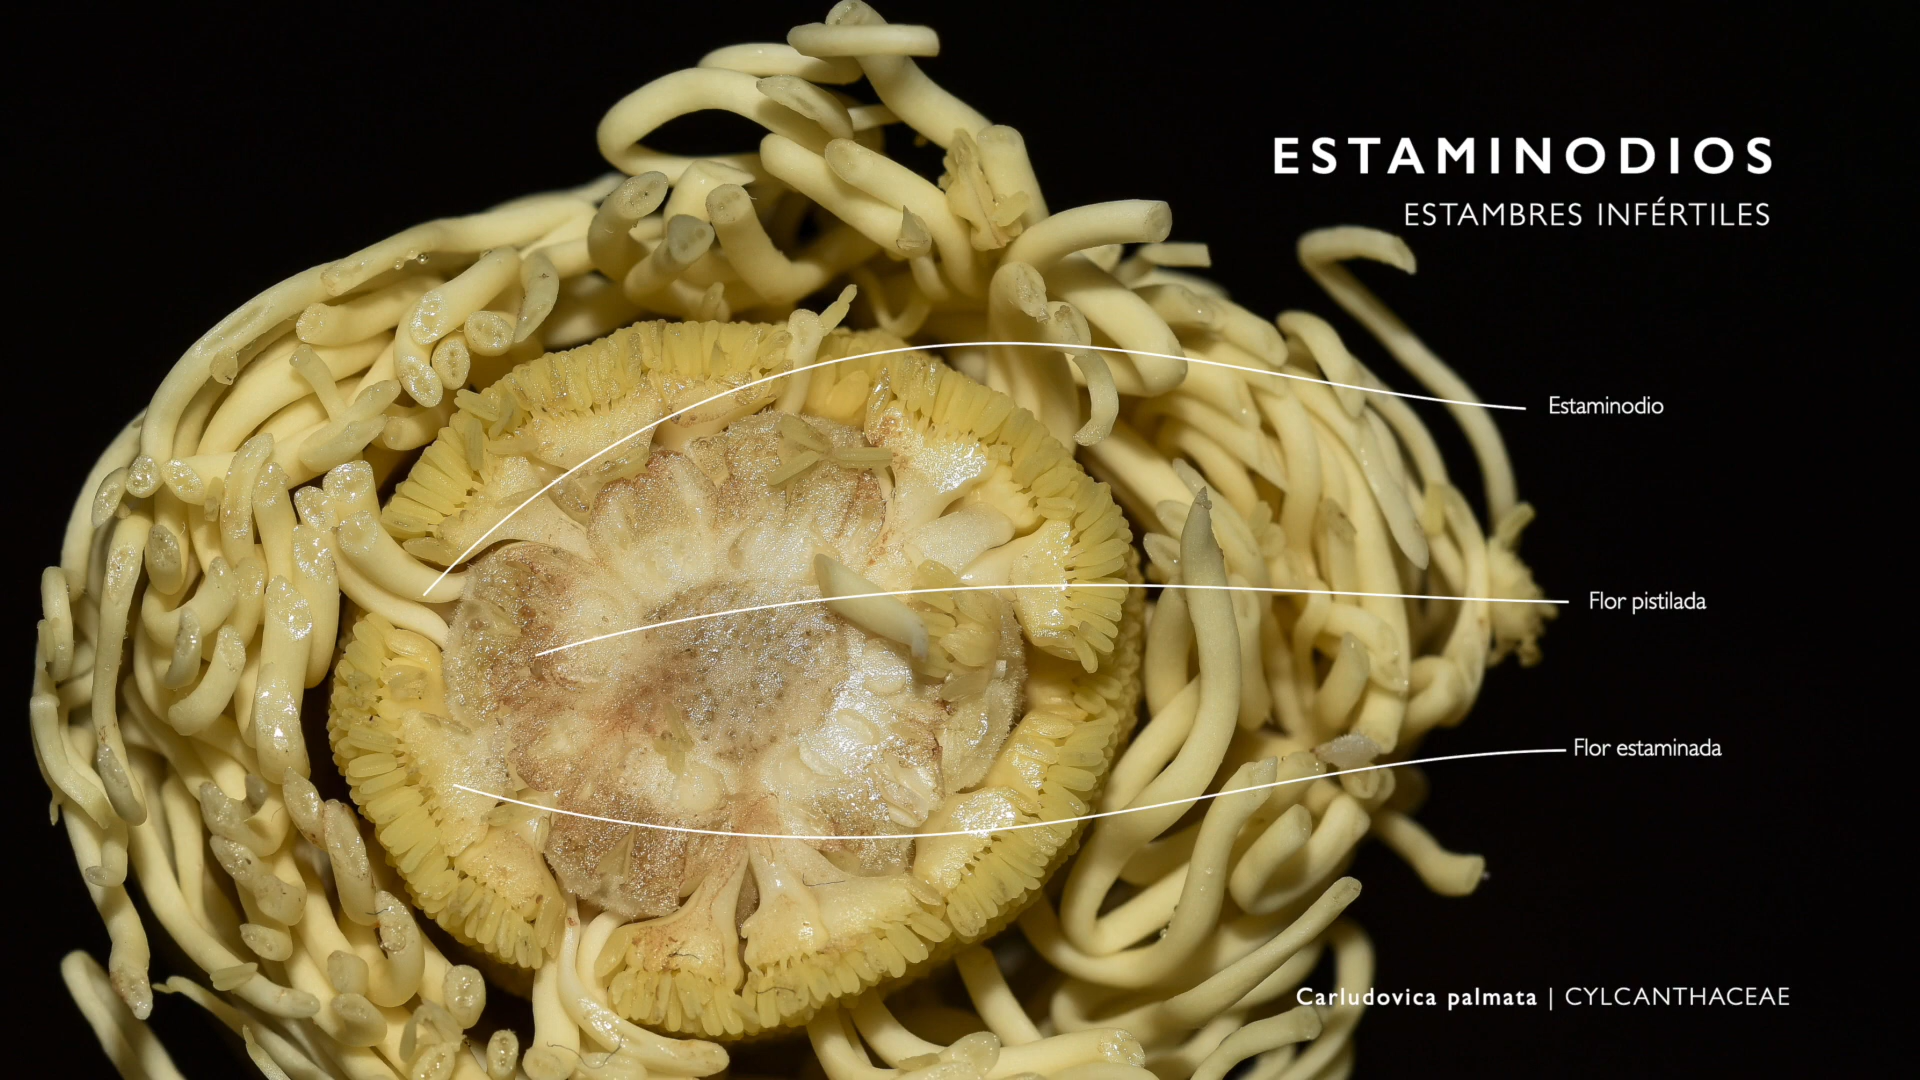 ESTAMINODIOS
ESTAMBRES INFÉRTILES
Estaminodio
Flor pistilada
Flor estaminada
Carludovica palmata | CYLCANTHACEAE